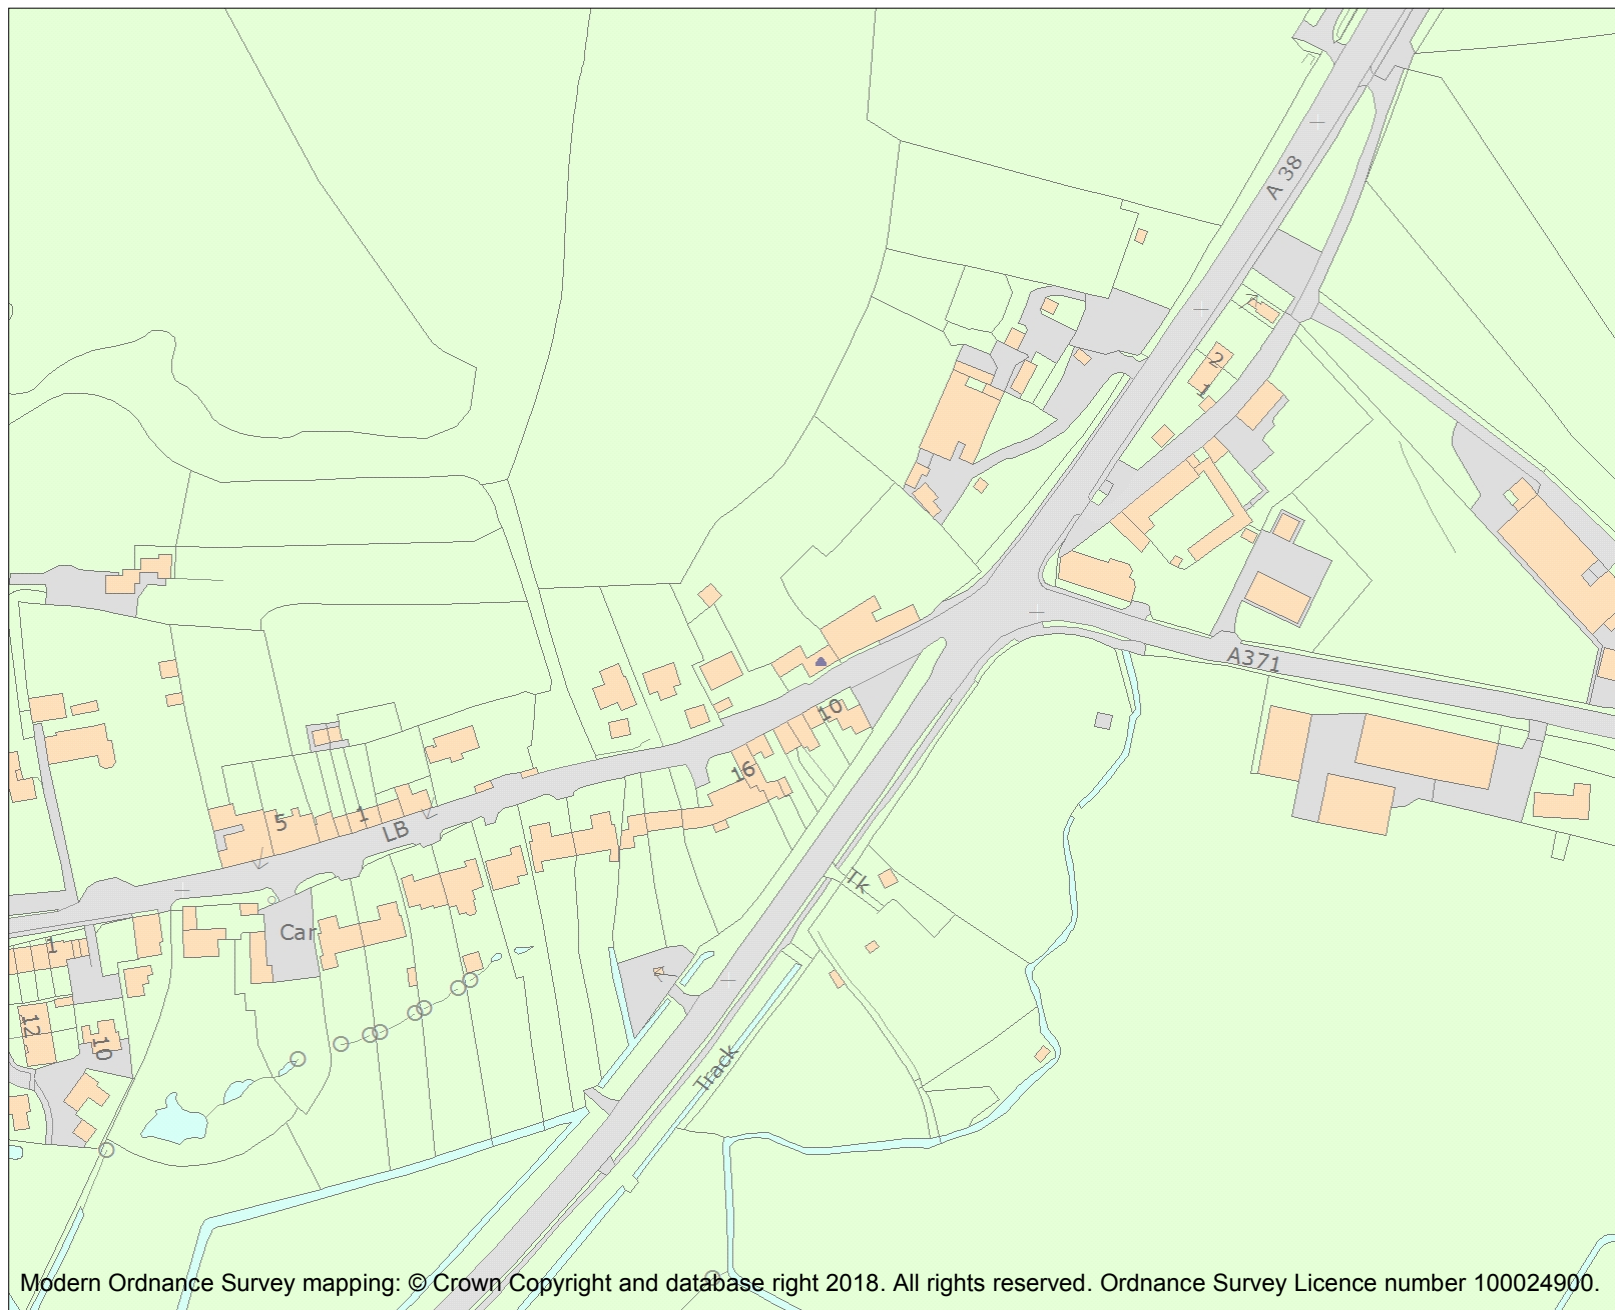 A 38
2
1
A371
10
16
5
1
LB
Tk
Car
1
12
10
Track
Modern Ordnance Survey mapping: © Crown Copyright and database right 2018. All rights reserved. Ordnance Survey Licence number 100024900.